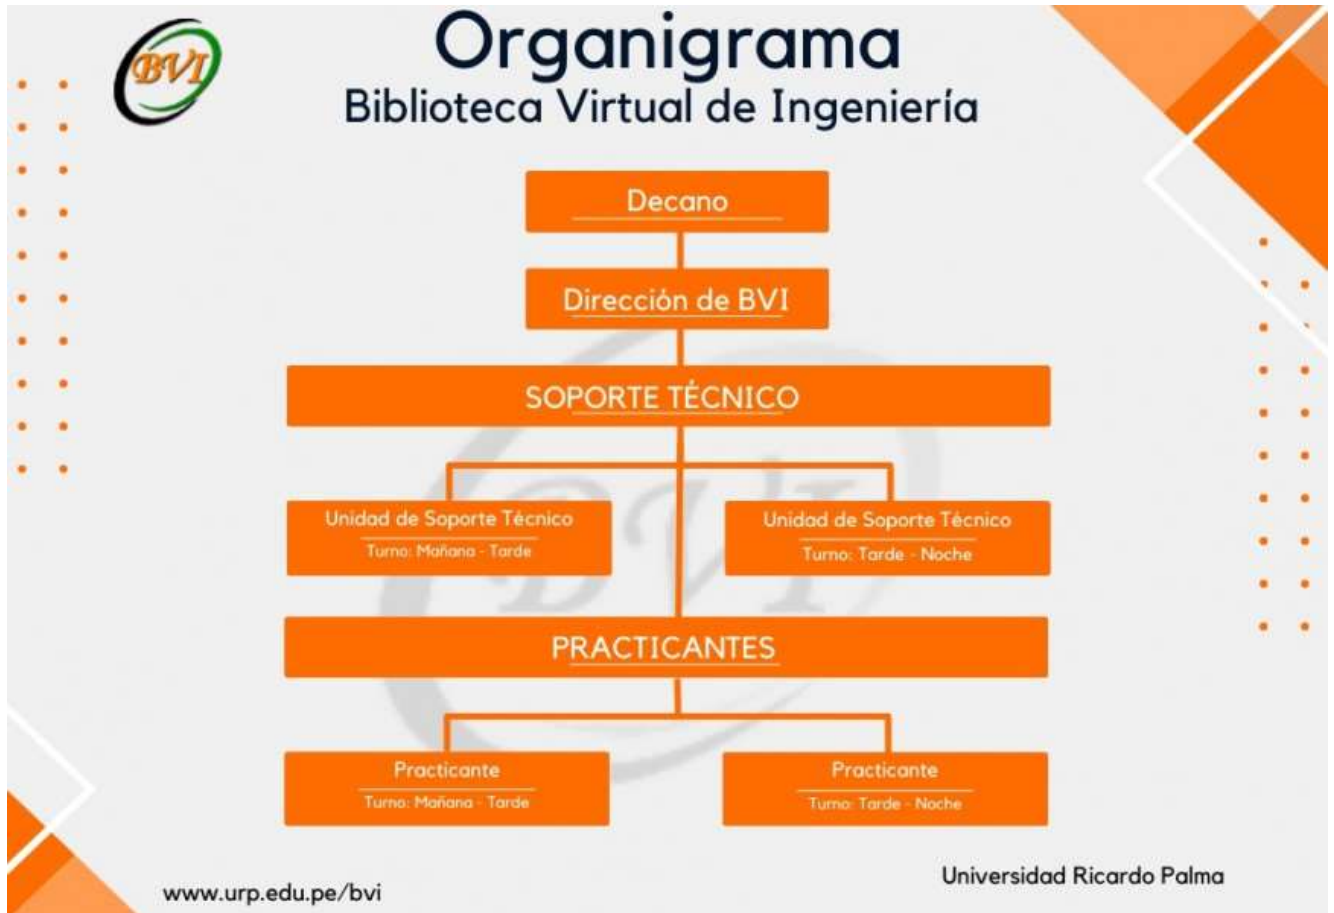 BVI
Organigrama
Biblioteca Virtual de Ingeniería
Decano
Dirección de BVI
SOPORTE TÉCNICO
Unidad de Soporte Técnico
Turno: Mañana - Tarde
Unidad de Soporte Técnico
Turno: Tarde - Noche
BVI
PRACTICANTES
Practicante
Turno: Mañana - Tarde
Practicante
Turno: Tarde - Noche
www.urp.edu.pe/bvi
Universidad Ricardo Palma